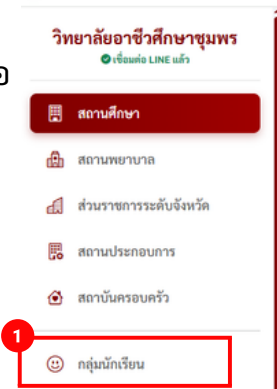 วิทยาลัยอาชีวศึกษาชุมพร
เชื่อมต่อ LINE แล้ว
สถานศึกษา
สถานพยาบาล
ส่วนราชการระดับจังหวัด
สถานประกอบการ
สถาบันครอบครัว
1
กลุ่มนักเรียน